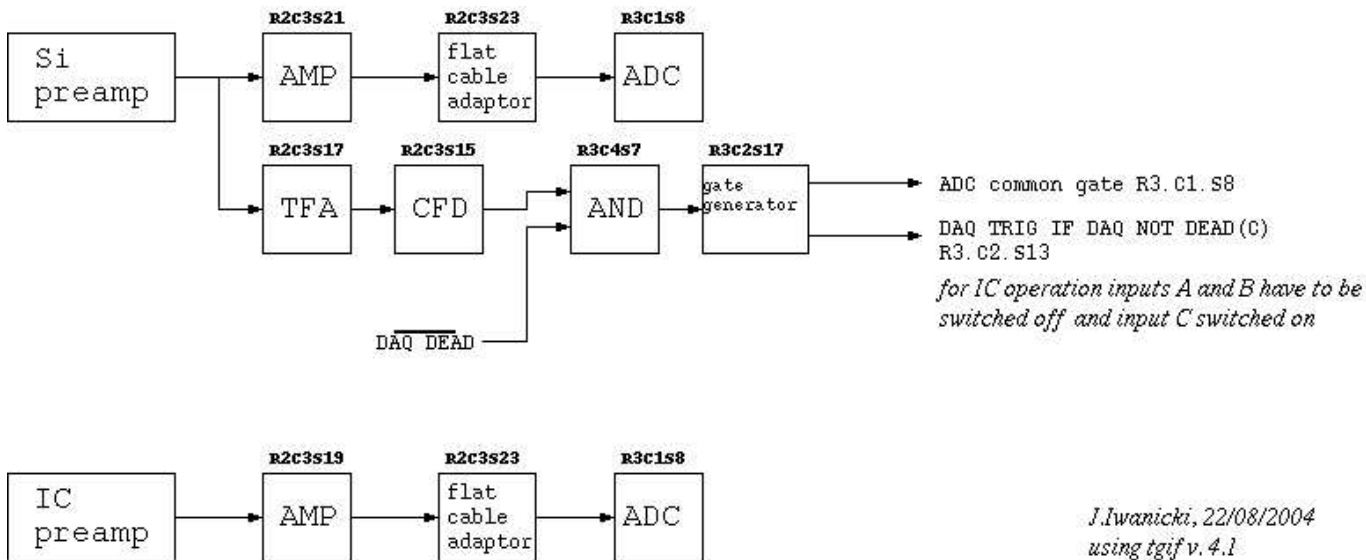 R2C3S21
R2C3S23
R3C1S8
Si
preamp
AMP
flat
cable
adaptor
ADC
R2C3S17
R2C3S15
R3C4S7
R3C2S17
TFA
CFD
AND
gate
generator
ADC common gate R3.C1.S8
DAQ TRIG IF DAQ NOT DEAD(C)
R3.C2.S13
for IC operation inputs A and B have to be
switched off and input C switched on
DAQ DEAD
R2C3S19
R2C3S23
R3C1S8
IC
preamp
AMP
flat
cable
adaptor
ADC
J.Iwanicki, 22/08/2004
using tgif v. 4.1